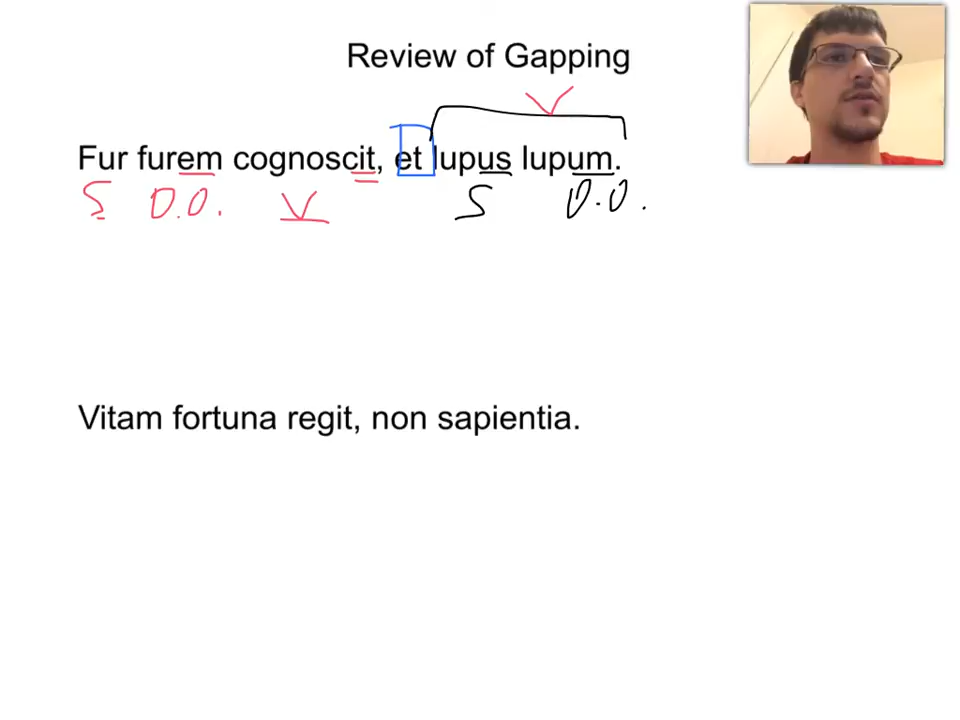 Review of Gapping
V
Fur furem cognoscit, et lupus lupum.
S D.O. V S D.O.
Vitam fortuna regit, non sapientia.